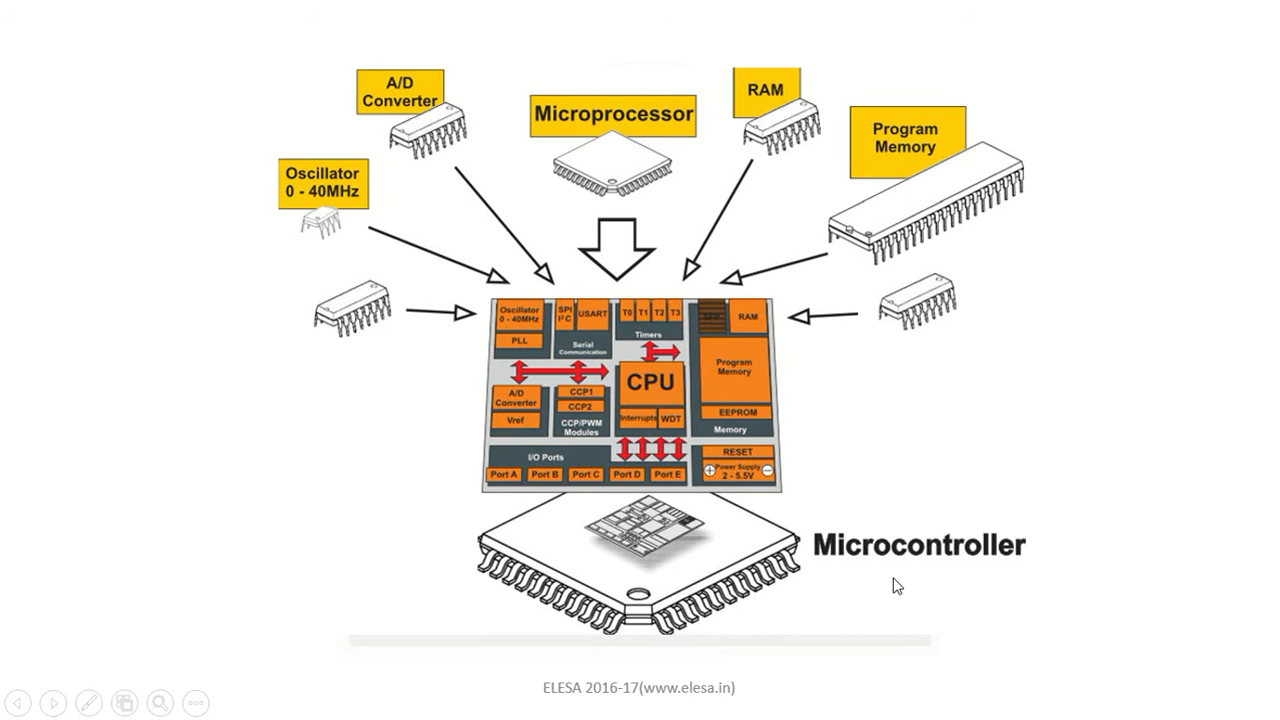 A/D
Converter
Microprocessor
RAM
Program
Memory
Oscillator
0 - 40MHz
Oscillator
0 - 40MHz
PLL
SPI
I²C
USART
Serial
Communication
T0 T1 T2 T3
Timers
RAM
Program
Memory
EEPROM
Memory
A/D
Converter
Vref
CCP1
CCP2
CCP/PWM
Modules
CPU
Interrupts WDT
I/O Ports
Port A Port B Port C Port D Port E
RESET
Power Supply
2 - 5.5V
Microcontroller
ELESA 2016-17(www.elesa.in)